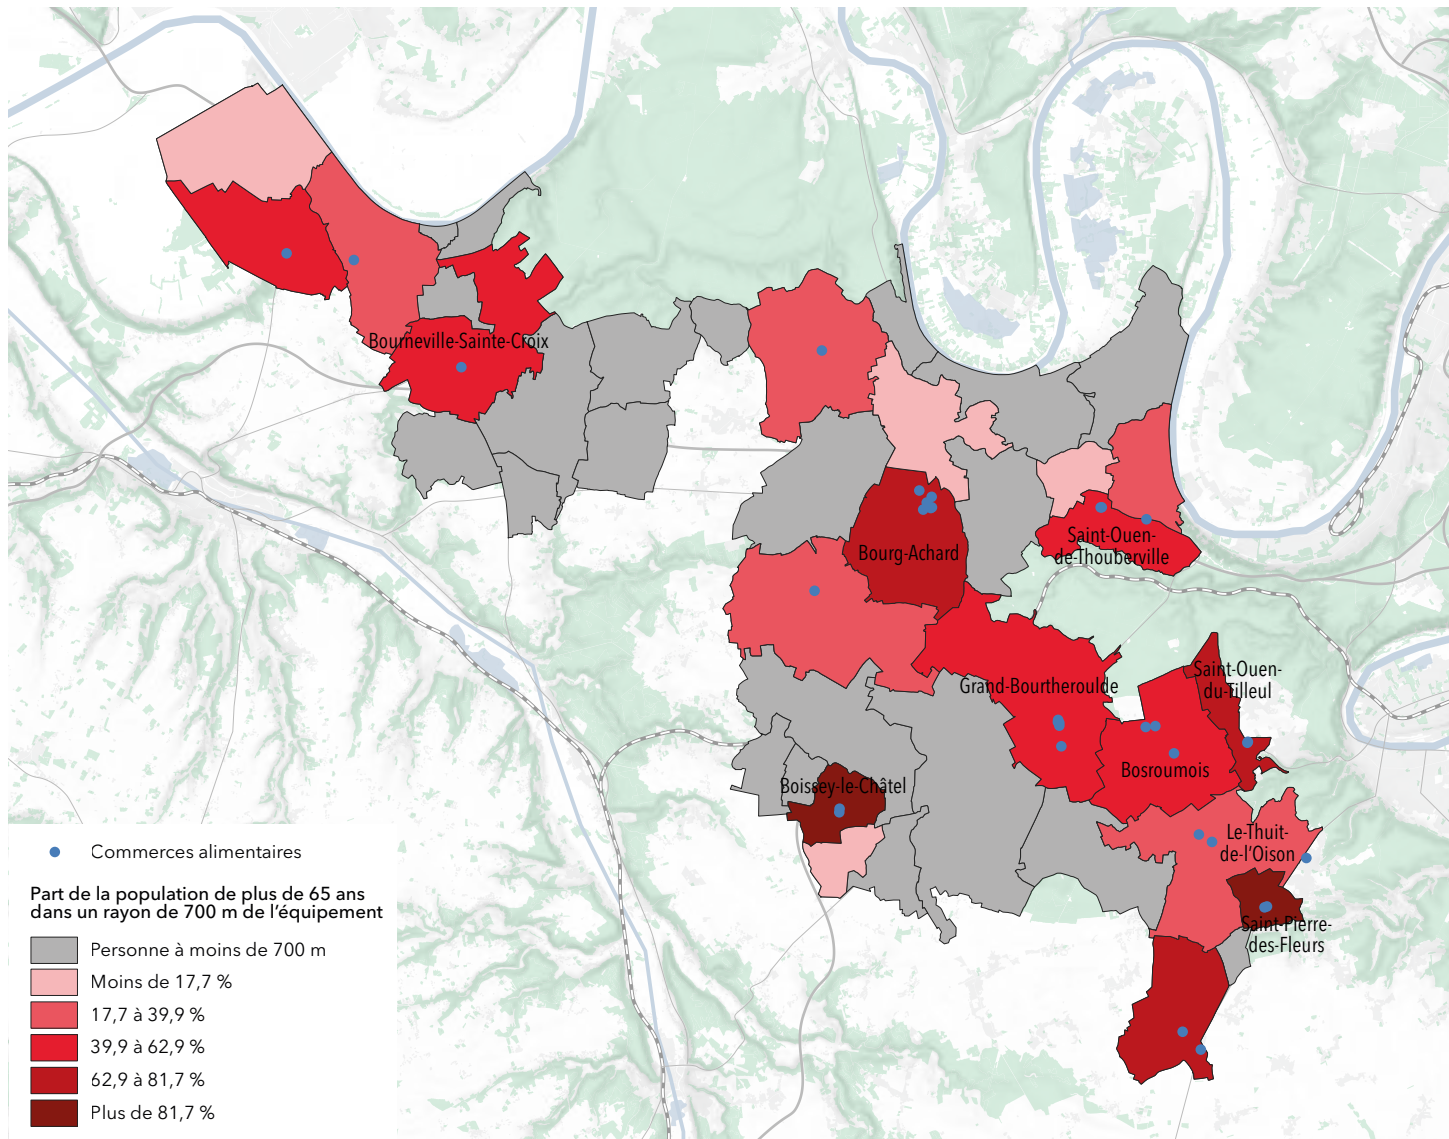 Bourneville-Sainte-Croix
Saint-Ouen-
de-Thouberville
Bourg-Achard
Saint-Ouen-
du-Tilleul
Grand-Bourtheroulde
Bosroumois
Boissey-le-Châtel
Le-Thuit-
de-l'Oison
Saint-Pierre-
des-Fleurs
Commerces alimentaires
Part de la population de plus de 65 ans
dans un rayon de 700 m de l'équipement
Personne à moins de 700 m
Moins de 17,7 %
17,7 à 39,9 %
39,9 à 62,9 %
62,9 à 81,7 %
Plus de 81,7 %